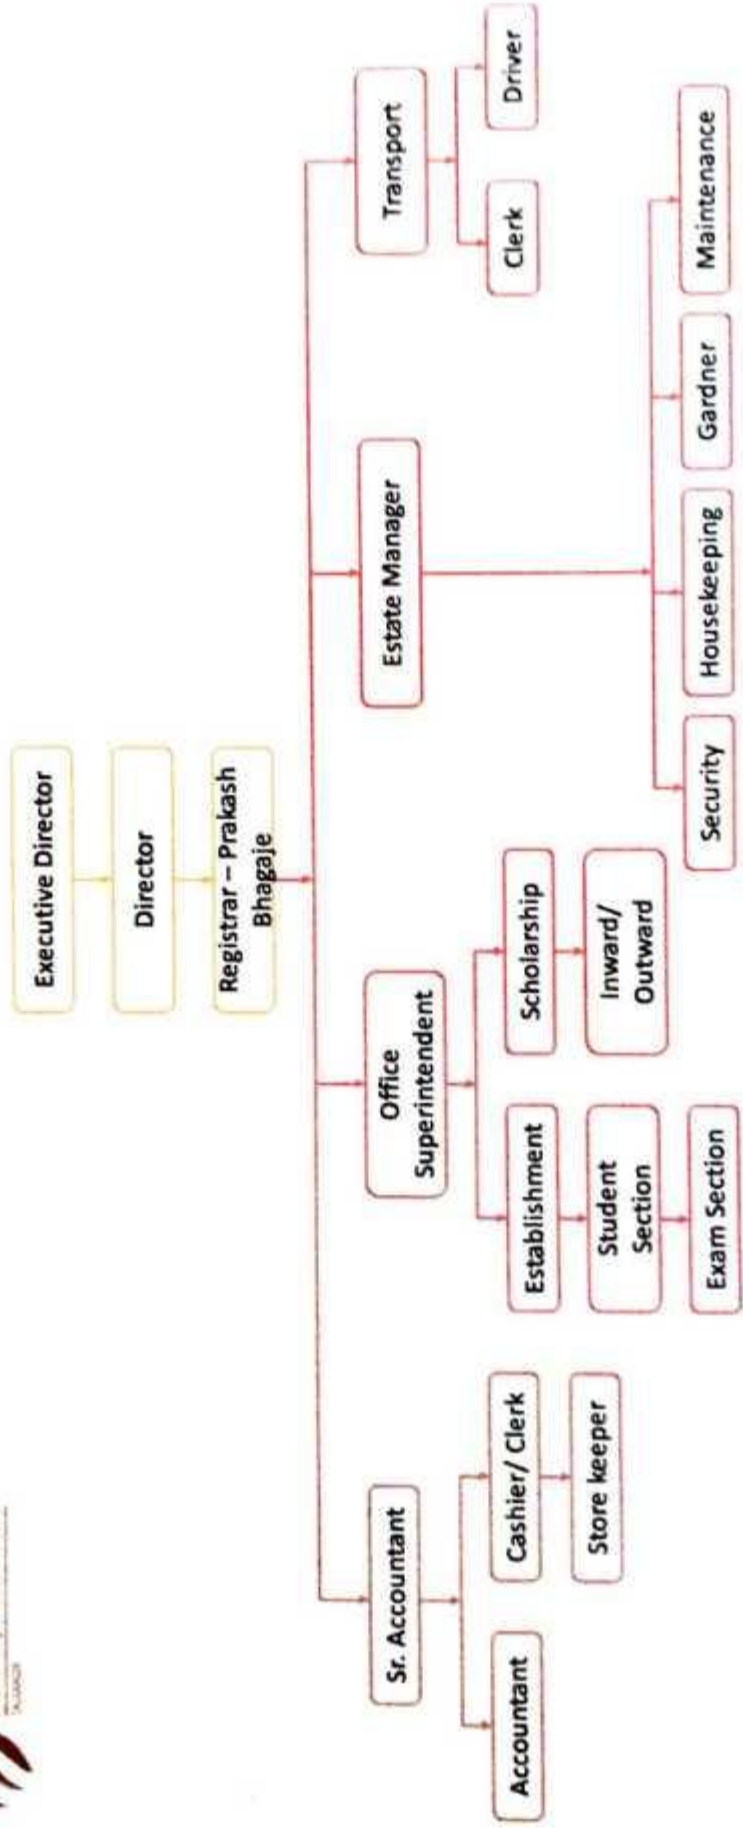 Executive Director
Director
Registrar – Prakash
Bhagaje
Sr. Accountant
Office
Superintendent
Estate Manager
Transport
Accountant
Cashier/ Clerk
Store keeper
Establishment
Student
Section
Exam Section
Scholarship
Inward/
Outward
Security
Housekeeping
Gardner
Maintenance
Clerk
Driver